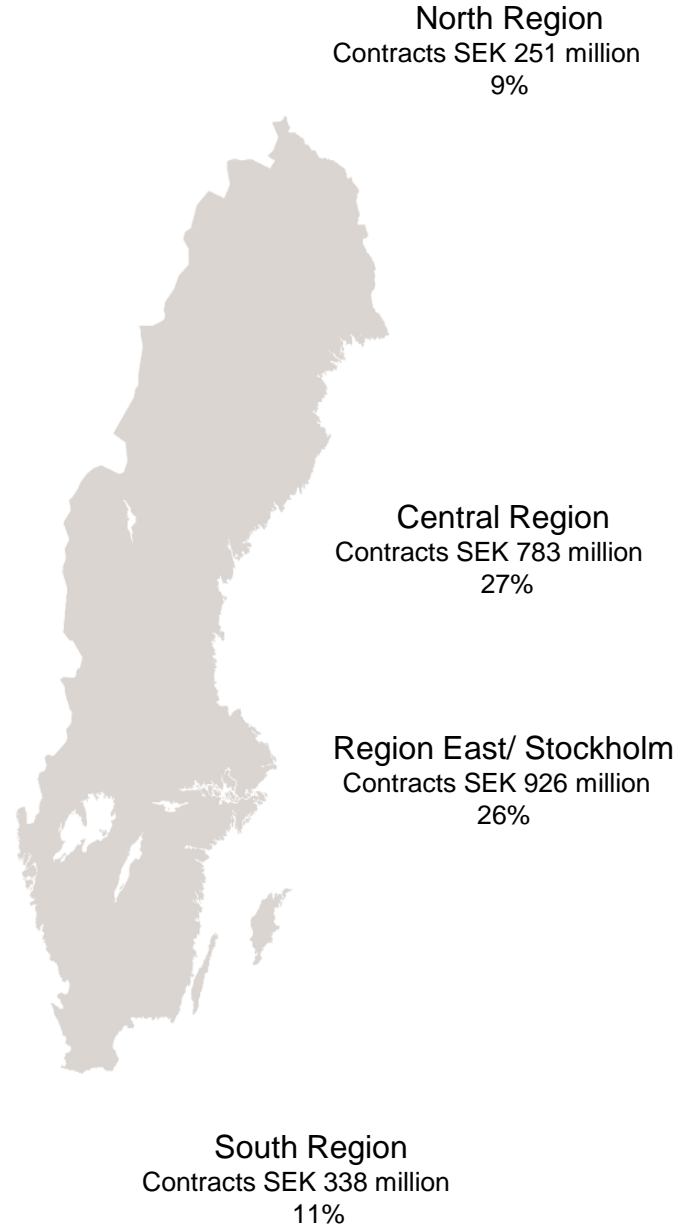 North Region
Contracts SEK 251 million
9%
Central Region
Contracts SEK 783 million
27%
Region East/ Stockholm
Contracts SEK 926 million
26%
South Region
Contracts SEK 338 million
11%